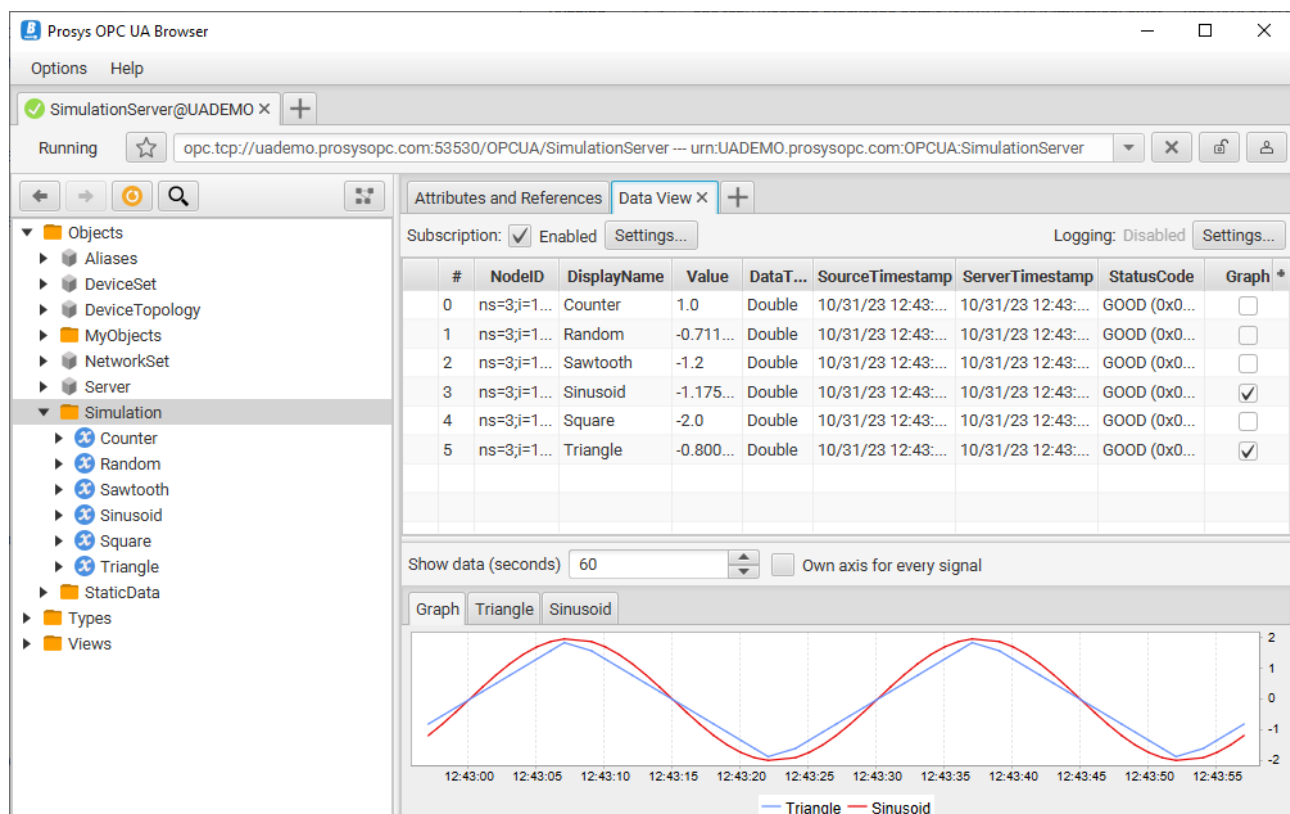 Prosys OPC UA Browser
Options Help
SimulationServer@UADEMO
Running opc.tcp://uademo.prosysopc.com:53530/OPCUA/SimulationServer --- urn:UADEMO.prosysopc.com:OPCUA:SimulationServer
Objects
Aliases
DeviceSet
DeviceTopology
MyObjects
NetworkSet
Server
Simulation
Counter
Random
Sawtooth
Sinusoid
Square
Triangle
StaticData
Types
Views
Attributes and References Data View
Subscription: Enabled Settings... Logging: Disabled Settings...
# NodeID DisplayName Value DataT... SourceTimestamp ServerTimestamp StatusCode Graph
0 ns=3;i=1... Counter 1.0 Double 10/31/23 12:43:... 10/31/23 12:43:... GOOD (0x0...
1 ns=3;i=1... Random -0.711... Double 10/31/23 12:43:... 10/31/23 12:43:... GOOD (0x0...
2 ns=3;i=1... Sawtooth -1.2 Double 10/31/23 12:43:... 10/31/23 12:43:... GOOD (0x0...
3 ns=3;i=1... Sinusoid -1.175... Double 10/31/23 12:43:... 10/31/23 12:43:... GOOD (0x0...
4 ns=3;i=1... Square -2.0 Double 10/31/23 12:43:... 10/31/23 12:43:... GOOD (0x0...
5 ns=3;i=1... Triangle -0.800... Double 10/31/23 12:43:... 10/31/23 12:43:... GOOD (0x0...
Show data (seconds) 60 Own axis for every signal
Graph Triangle Sinusoid
2
1
0
-1
-2
12:43:00 12:43:05 12:43:10 12:43:15 12:43:20 12:43:25 12:43:30 12:43:35 12:43:40 12:43:45 12:43:50 12:43:55
Triangle Sinusoid